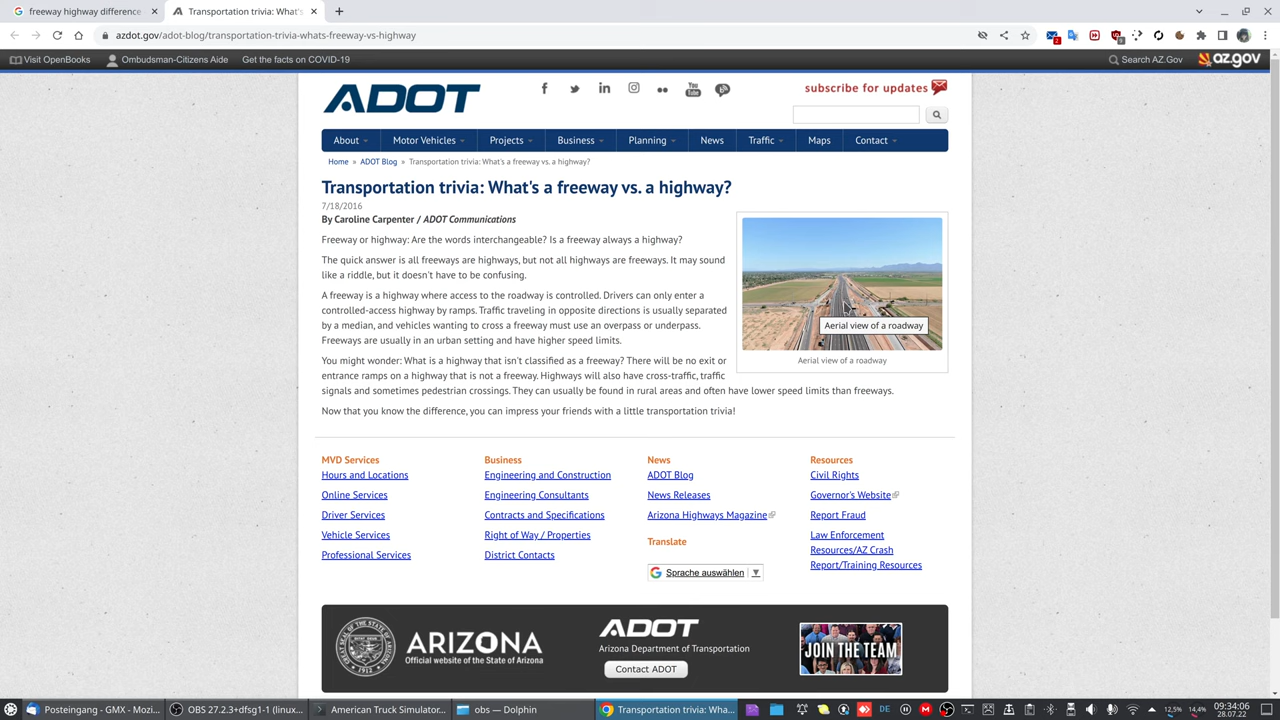 freeway highway difference
Transportation trivia: What's
azdot.gov/adot-blog/transportation-trivia-whats-freeway-vs-highway
Visit OpenBooks
Ombudsman-Citizens Aide
Get the facts on COVID-19
Search AZ.Gov
az.gov
ADOT
You
Tube
subscribe for updates
About
Motor Vehicles
Projects
Business
Planning
News
Traffic
Maps
Contact
Home » ADOT Blog » Transportation trivia: What's a freeway vs. a highway?
Transportation trivia: What's a freeway vs. a highway?
7/18/2016
By Caroline Carpenter / ADOT Communications
Freeway or highway: Are the words interchangeable? Is a freeway always a highway?
The quick answer is all freeways are highways, but not all highways are freeways. It may sound
like a riddle, but it doesn't have to be confusing.
A freeway is a highway where access to the roadway is controlled. Drivers can only enter a
controlled-access highway by ramps. Traffic traveling in opposite directions is usually separated
by a median, and vehicles wanting to cross a freeway must use an overpass or underpass.
Freeways are usually in an urban setting and have higher speed limits.
Aerial view of a roadway
Aerial view of a roadway
You might wonder: What is a highway that isn't classified as a freeway? There will be no exit or
entrance ramps on a highway that is not a freeway. Highways will also have cross-traffic, traffic
signals and sometimes pedestrian crossings. They can usually be found in rural areas and often have lower speed limits than freeways.
Now that you know the difference, you can impress your friends with a little transportation trivia!
MVD Services
Hours and Locations
Online Services
Driver Services
Vehicle Services
Professional Services
Business
Engineering and Construction
Engineering Consultants
Contracts and Specifications
Right of Way / Properties
District Contacts
News
ADOT Blog
News Releases
Arizona Highways Magazine
Translate
Sprache auswählen
Resources
Civil Rights
Governor's Website
Report Fraud
Law Enforcement
Resources/AZ Crash
Report/Training Resources
ARIZONA
Official website of the State of Arizona
ADOT
Arizona Department of Transportation
Contact ADOT
JOIN THE TEAM
Posteingang - GMX - Mozi...
OBS 27.2.3+dfsg1-1 (linux...
American Truck Simulator...
obs — Dolphin
Transportation trivia: Wha...
DE
12,5%
14,4%
09:34:06
28.07.22